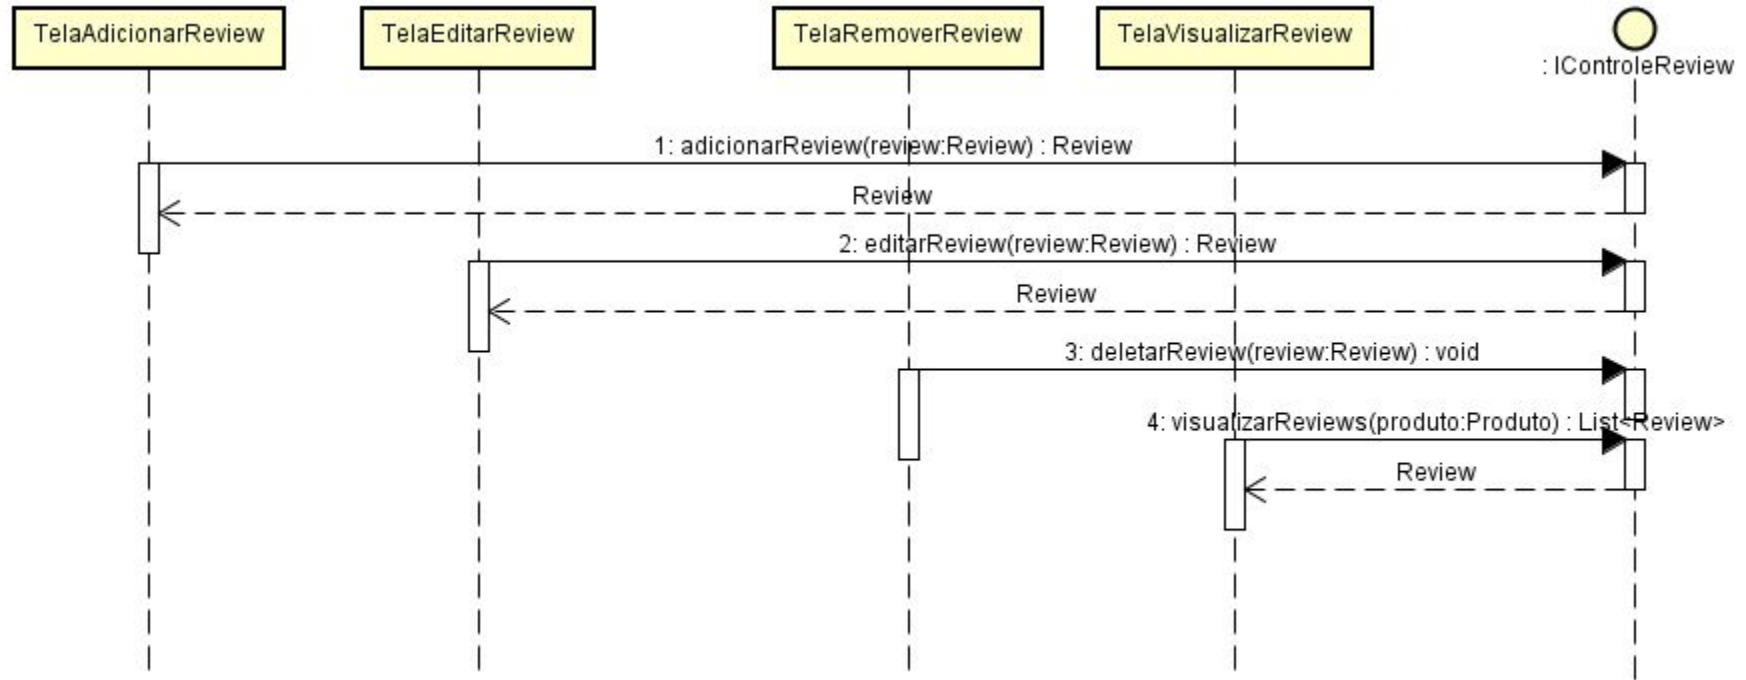 TelaAdicionarReview
TelaEditarReview
TelaRemoverReview
TelaVisualizarReview
: IControleReview
1: adicionarReview(review:Review) : Review
Review
2: editarReview(review:Review) : Review
Review
3: deletarReview(review:Review) : void
4: visualizarReviews(produto:Produto) : List<Review>
Review